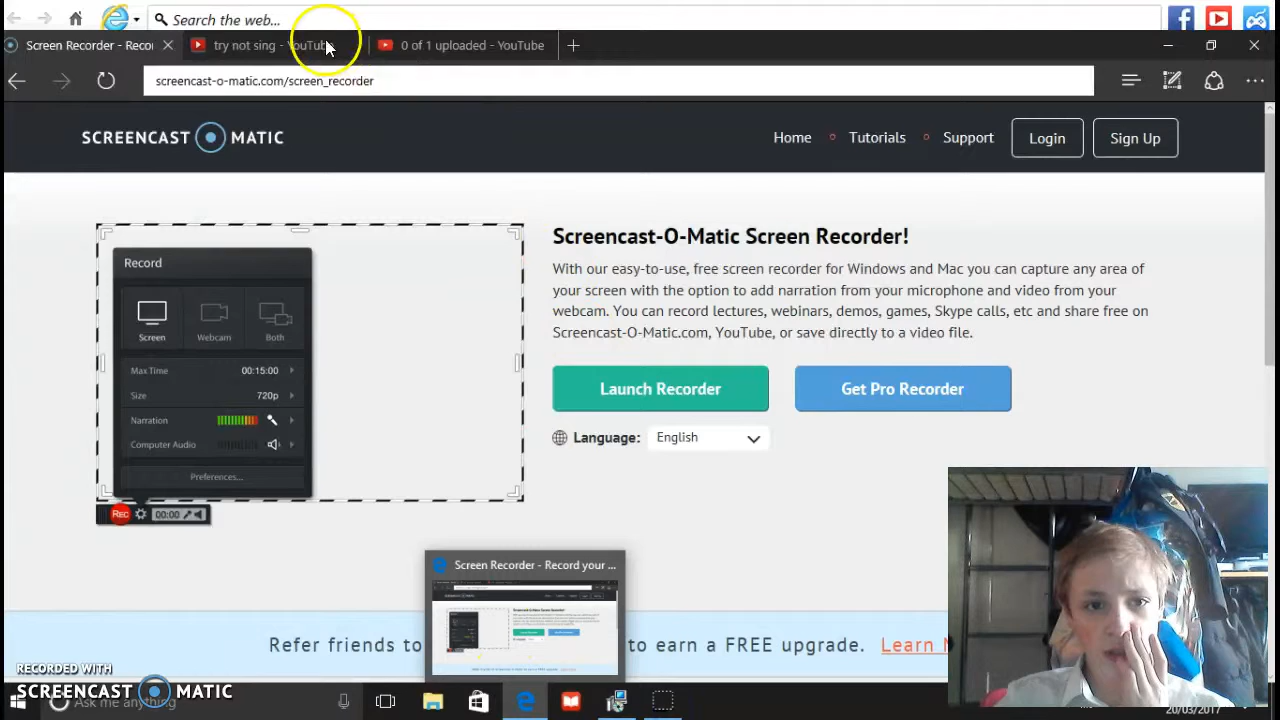 Search the web...
Screen Recorder - Recor
try not sing - YouTube
0 of 1 uploaded - YouTube
screencast-o-matic.com/screen_recorder
SCREENCAST MATIC
Home
Tutorials
Support
Login
Sign Up
Record
Screen
Webcam
Both
Max Time 00:15:00
Size 720p
Narration
Computer Audio
Preferences...
REC
00:00
Screencast-O-Matic Screen Recorder!
With our easy-to-use, free screen recorder for Windows and Mac you can capture any area of
your screen with the option to add narration from your microphone and video from your
webcam. You can record lectures, webinars, demos, games, Skype calls, etc and share free on
Screencast-O-Matic.com, YouTube, or save directly to a video file.
Launch Recorder
Get Pro Recorder
Language:
English
Screen Recorder - Record your ...
Refer friends to
to earn a FREE upgrade.
Learn
RECORDED WITH
SCREENCAST MATIC
Ask me anything
20/03/2017